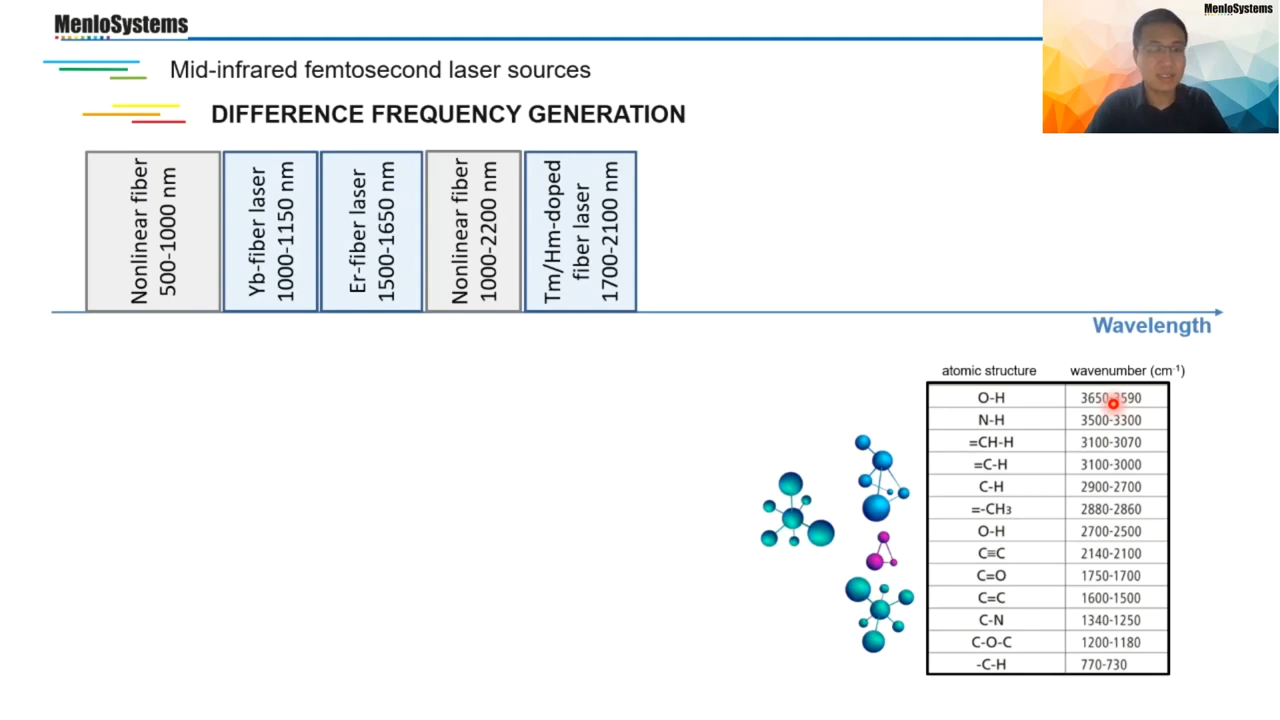 MenloSystems
MenloSystems
Mid-infrared femtosecond laser sources
DIFFERENCE FREQUENCY GENERATION
Nonlinear fiber
500-1000 nm
Yb-fiber laser
1000-1150 nm
Er-fiber laser
1500-1650 nm
Nonlinear fiber
1000-2200 nm
Tm/Hm-doped
fiber laser
1700-2100 nm
Wavelength
atomic structure wavenumber (cm⁻¹)
O-H 3650-3590
N-H 3500-3300
=CH-H 3100-3070
=C-H 3100-3000
C-H 2900-2700
=-CH₃ 2880-2860
O-H 2700-2500
C≡C 2140-2100
C=O 1750-1700
C=C 1600-1500
C-N 1340-1250
C-O-C 1200-1180
-C-H 770-730